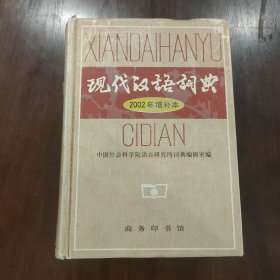 XIANDAIHANYU
现代汉语词典
2002年增补本
CIDIAN
中国社会科学院语言研究所词典编辑室编
商务印书馆